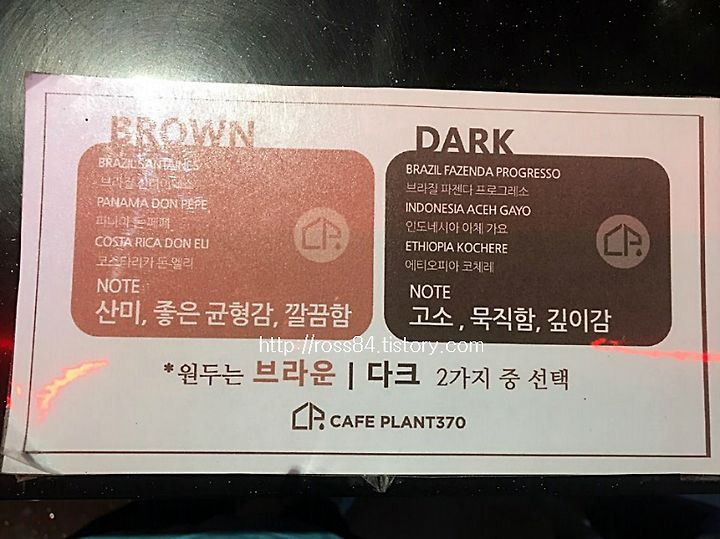 BROWN
BRAZIL SANTAINES
브라질 산타이네스
PANAMA DON PEPE
파나마 돈 페페
COSTA RICA DON ELI
코스타리카 돈 엘리
NOTE
산미, 좋은 균형감, 깔끔함
DARK
BRAZIL FAZENDA PROGRESSO
브라질 파젠다 프로그레소
INDONESIA ACEH GAYO
인도네시아 아체 가요
ETHIOPIA KOCHERE
에티오피아 코체레
NOTE
고소 , 묵직함, 깊이감
http://ross84.tistory.com
*원두는 브라운 | 다크 2가지 중 선택
CAFE PLANT370